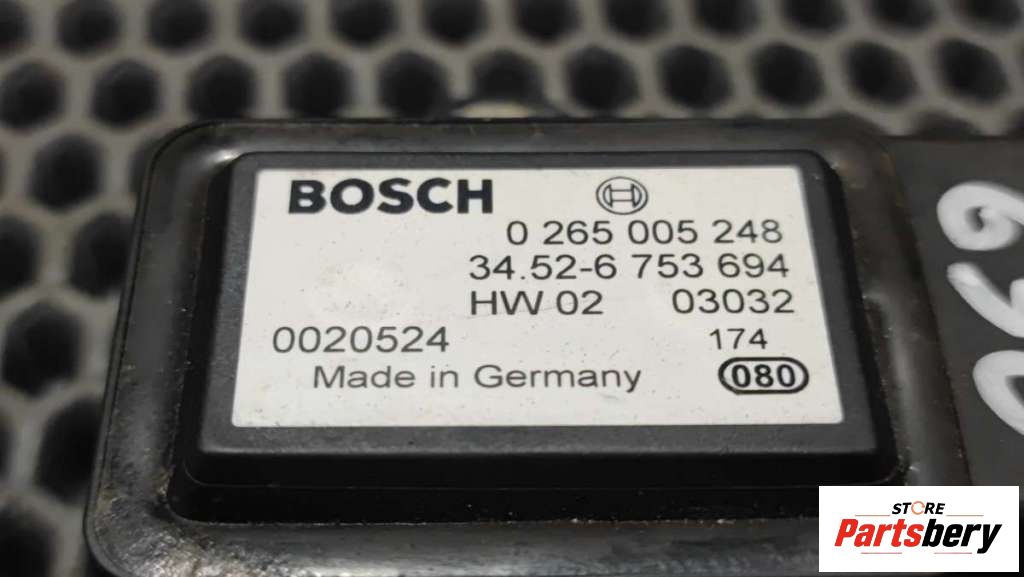 BOSCH
0 265 005 248
34.52-6 753 694
HW 02 03032
0020524 174
Made in Germany 080
069
STORE
Partsbery